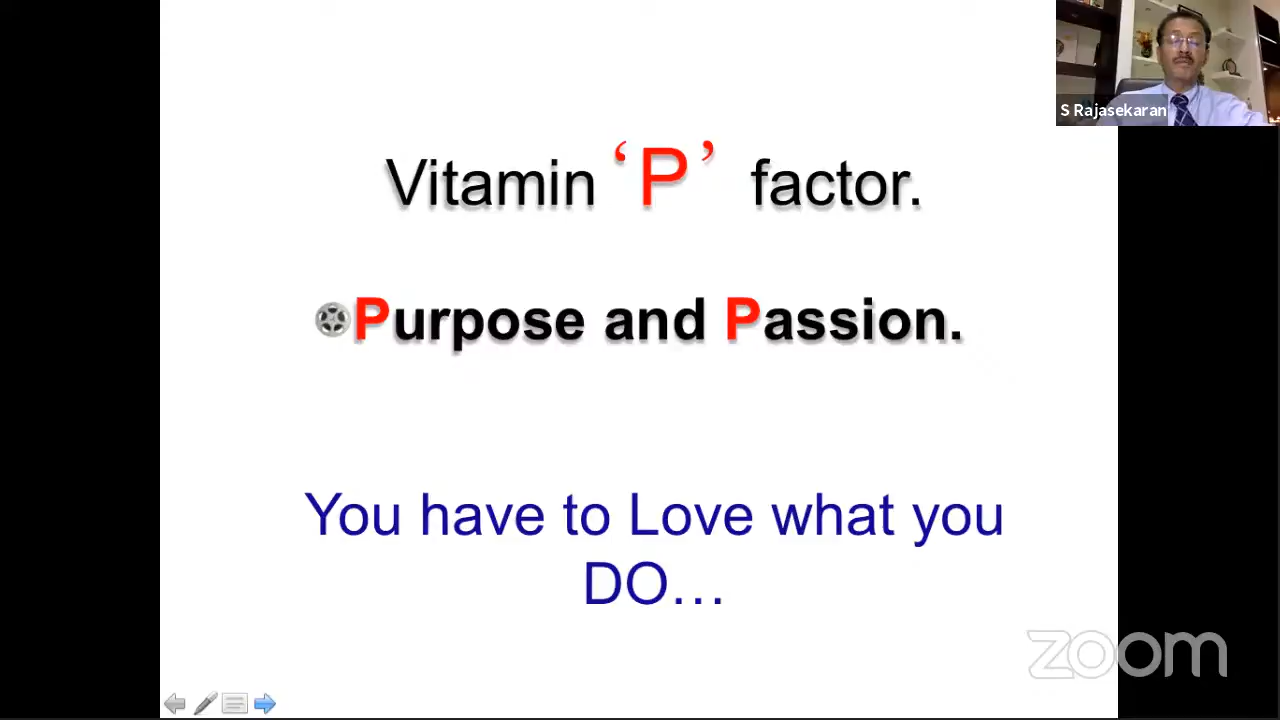 S Rajasekaran
Vitamin ‘P’ factor.
Purpose and Passion.
You have to Love what you
DO…
zoom